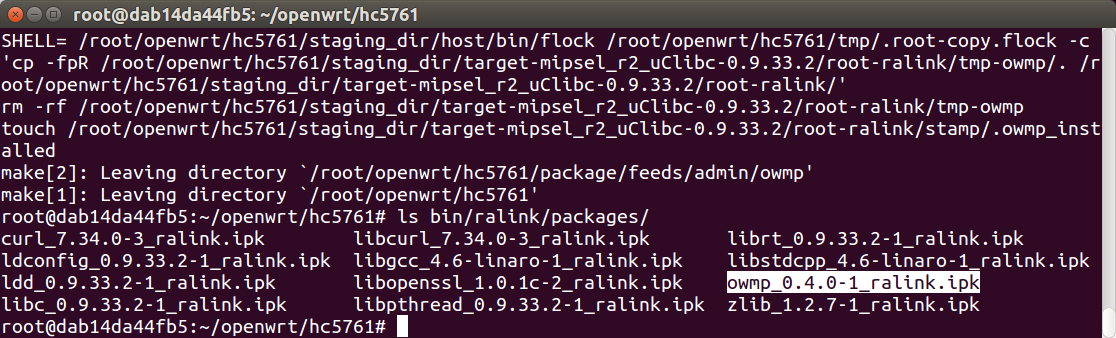 root@dab14da44fb5: ~/openwrt/hc5761
SHELL= /root/openwrt/hc5761/staging_dir/host/bin/flock /root/openwrt/hc5761/tmp/.root-copy.flock -c
'cp -fpR /root/openwrt/hc5761/staging_dir/target-mipsel_r2_uClibc-0.9.33.2/root-ralink/tmp-owmp/. /r
oot/openwrt/hc5761/staging_dir/target-mipsel_r2_uClibc-0.9.33.2/root-ralink/'
rm -rf /root/openwrt/hc5761/staging_dir/target-mipsel_r2_uClibc-0.9.33.2/root-ralink/tmp-owmp
touch /root/openwrt/hc5761/staging_dir/target-mipsel_r2_uClibc-0.9.33.2/root-ralink/stamp/.owmp_inst
alled
make[2]: Leaving directory `/root/openwrt/hc5761/package/feeds/admin/owmp'
make[1]: Leaving directory `/root/openwrt/hc5761'
root@dab14da44fb5:~/openwrt/hc5761# ls bin/ralink/packages/
curl_7.34.0-3_ralink.ipk libcurl_7.34.0-3_ralink.ipk librt_0.9.33.2-1_ralink.ipk
ldconfig_0.9.33.2-1_ralink.ipk libgcc_4.6-linaro-1_ralink.ipk libstdcpp_4.6-linaro-1_ralink.ipk
ldd_0.9.33.2-1_ralink.ipk libopenssl_1.0.1c-2_ralink.ipk owmp_0.4.0-1_ralink.ipk
libc_0.9.33.2-1_ralink.ipk libpthread_0.9.33.2-1_ralink.ipk zlib_1.2.7-1_ralink.ipk
root@dab14da44fb5:~/openwrt/hc5761#